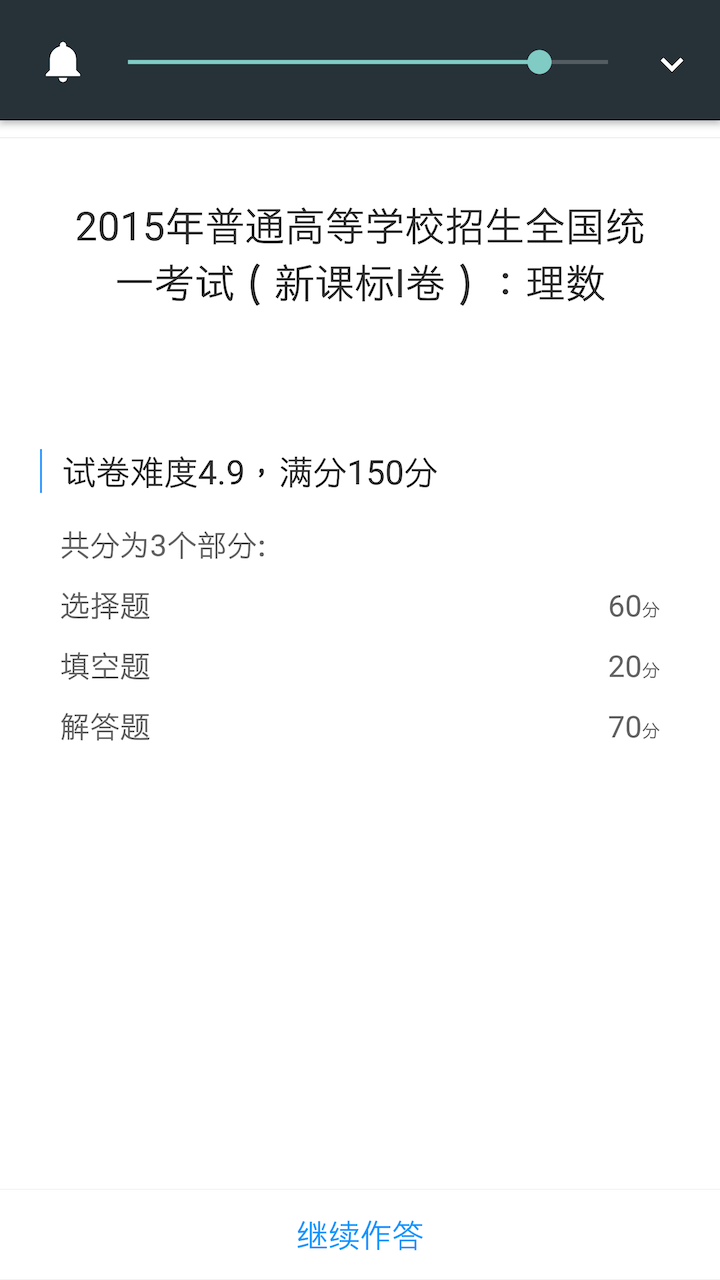 2015年普通高等学校招生全国统
一考试（新课标I卷）：理数
试卷难度4.9，满分150分
共分为3个部分:
选择题 60分
填空题 20分
解答题 70分
继续作答